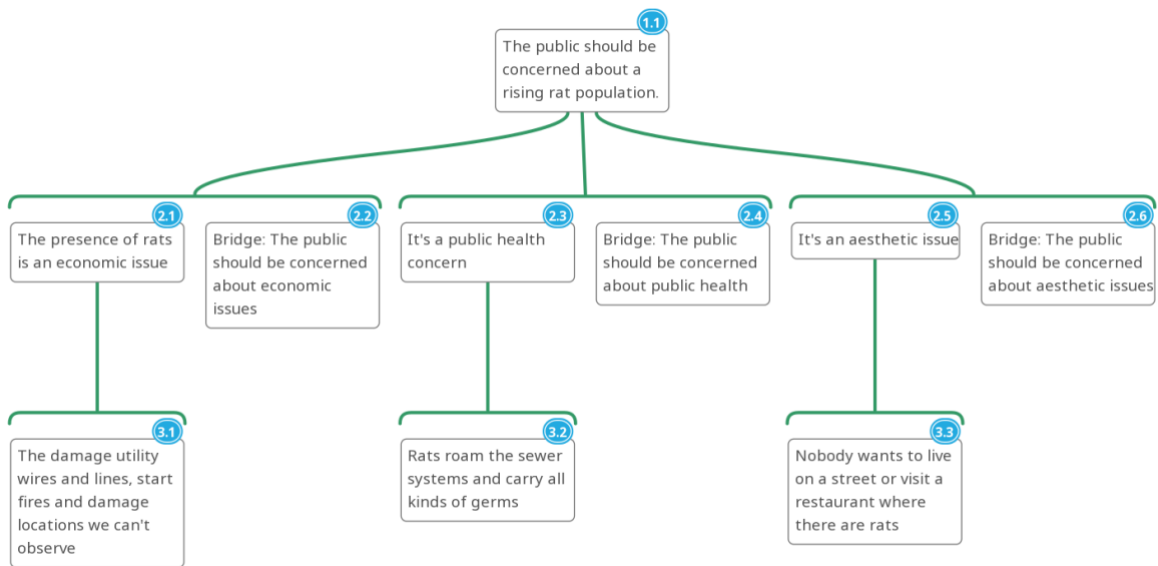 1.1
The public should be
concerned about a
rising rat population.
2.1
The presence of rats
is an economic issue
2.2
Bridge: The public
should be concerned
about economic
issues
2.3
It's a public health
concern
2.4
Bridge: The public
should be concerned
about public health
2.5
It's an aesthetic issue
2.6
Bridge: The public
should be concerned
about aesthetic issues
3.1
The damage utility
wires and lines, start
fires and damage
locations we can't
observe
3.2
Rats roam the sewer
systems and carry all
kinds of germs
3.3
Nobody wants to live
on a street or visit a
restaurant where
there are rats